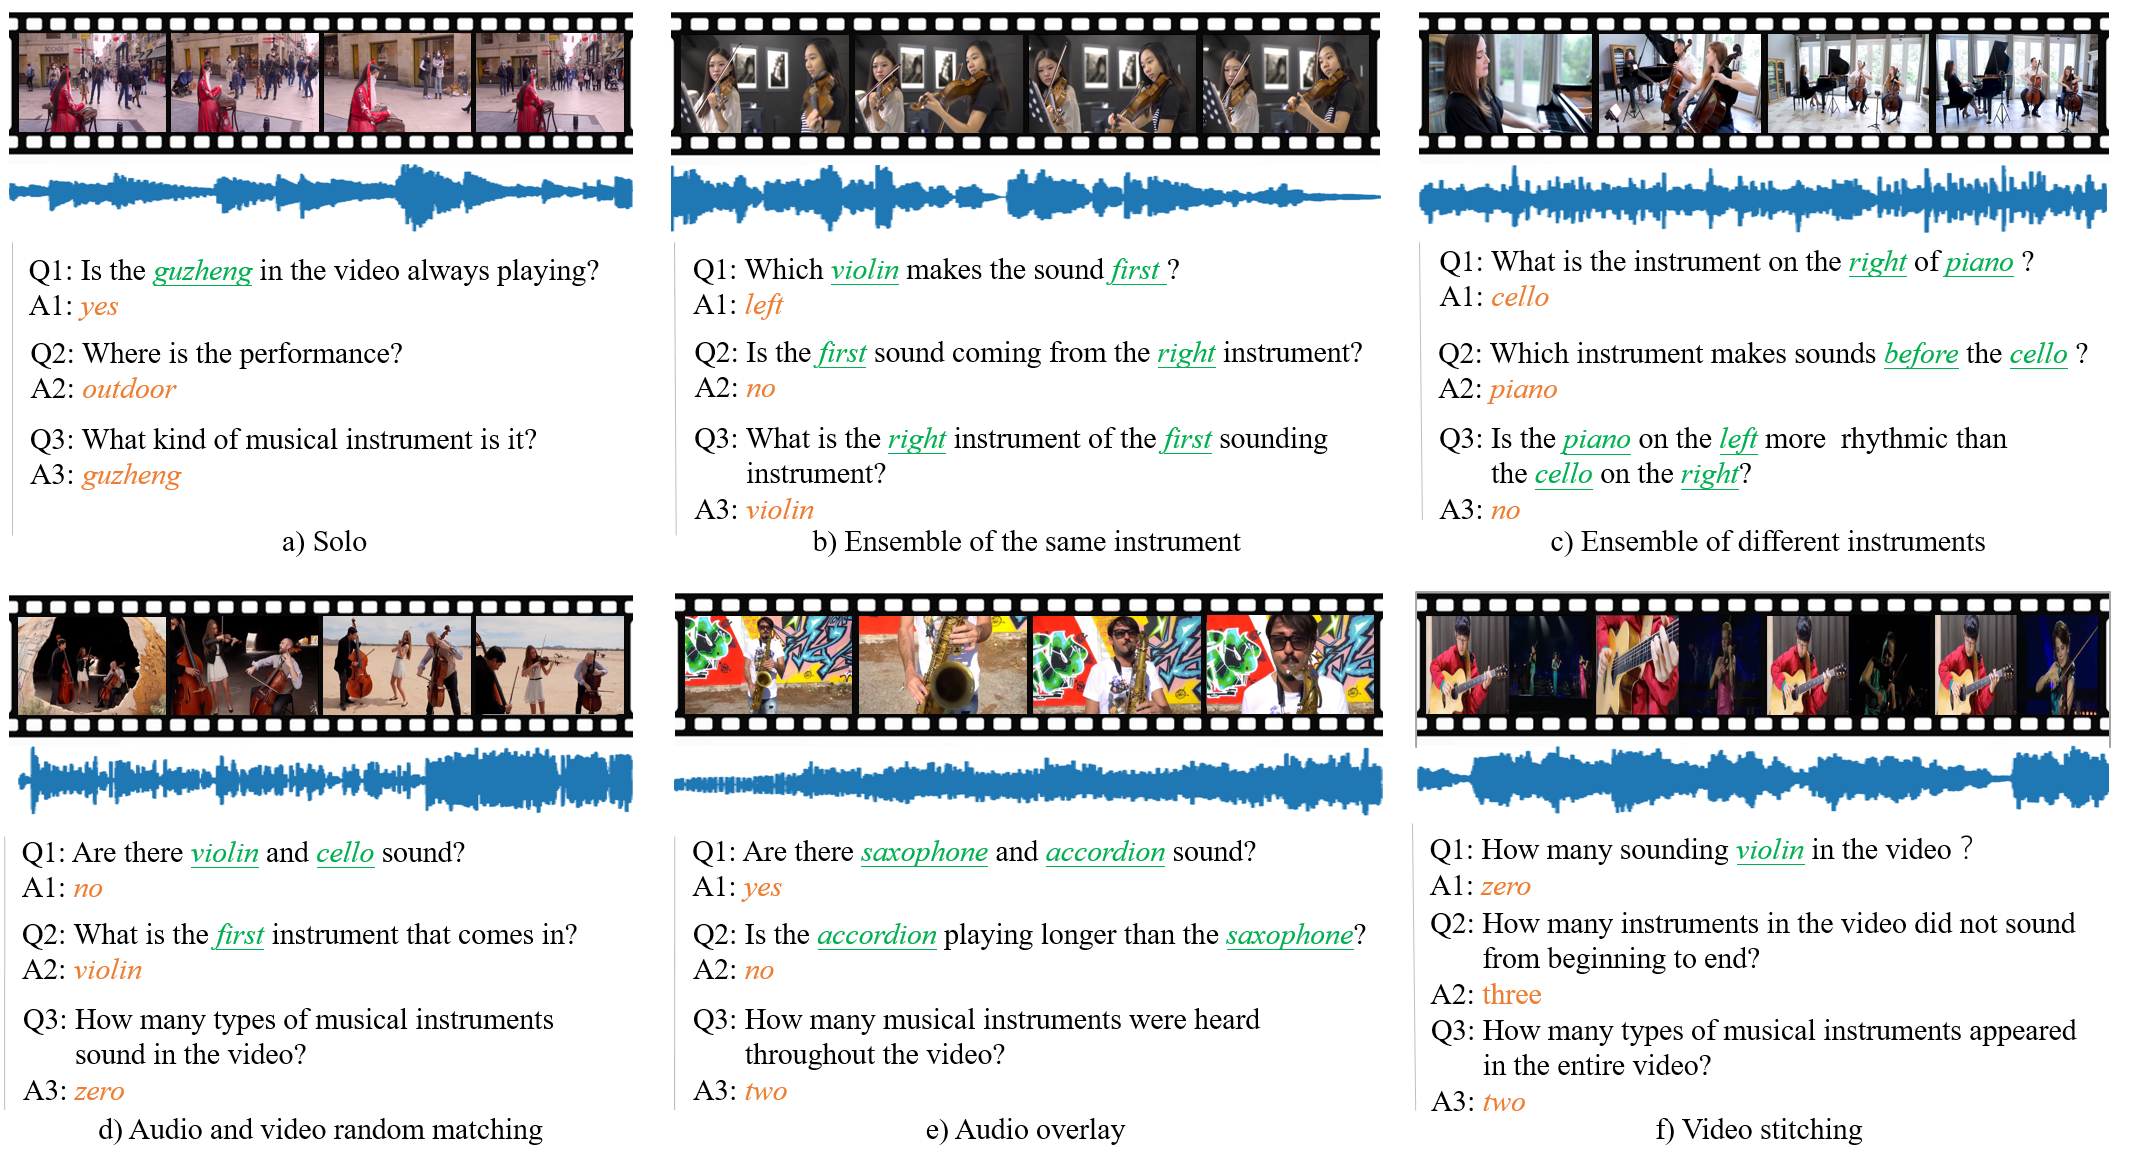 Q1: Is the guzheng in the video always playing?
A1: yes
Q2: Where is the performance?
A2: outdoor
Q3: What kind of musical instrument is it?
A3: guzheng
a) Solo
Q1: Which violin makes the sound first ?
A1: left
Q2: Is the first sound coming from the right instrument?
A2: no
Q3: What is the right instrument of the first sounding
instrument?
A3: violin
b) Ensemble of the same instrument
Q1: What is the instrument on the right of piano ?
A1: cello
Q2: Which instrument makes sounds before the cello ?
A2: piano
Q3: Is the piano on the left more rhythmic than
the cello on the right?
A3: no
c) Ensemble of different instruments
Q1: Are there violin and cello sound?
A1: no
Q2: What is the first instrument that comes in?
A2: violin
Q3: How many types of musical instruments
sound in the video?
A3: zero
d) Audio and video random matching
Q1: Are there saxophone and accordion sound?
A1: yes
Q2: Is the accordion playing longer than the saxophone?
A2: no
Q3: How many musical instruments were heard
throughout the video?
A3: two
e) Audio overlay
Q1: How many sounding violin in the video ?
A1: zero
Q2: How many instruments in the video did not sound
from beginning to end?
A2: three
Q3: How many types of musical instruments appeared
in the entire video?
A3: two
f) Video stitching